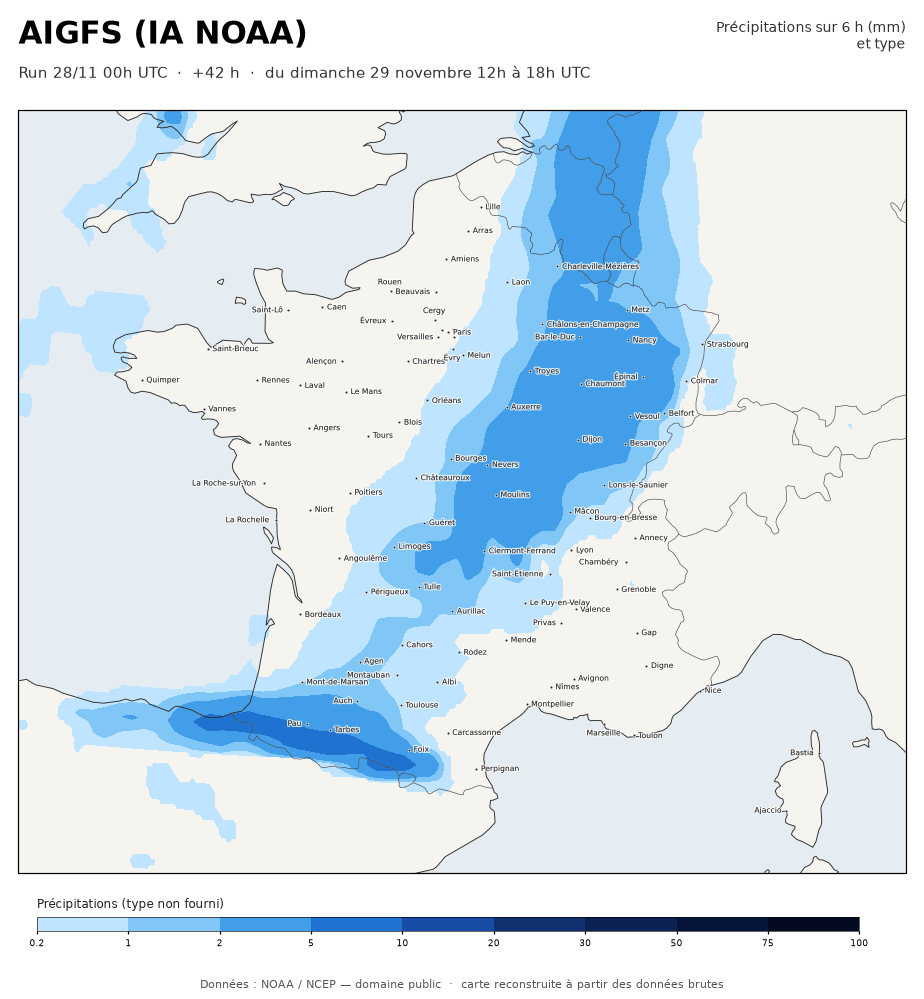 AIGFS (IA NOAA)
Précipitations sur 6 h (mm)
et type
Run 28/11 00h UTC · +42 h · du dimanche 29 novembre 12h à 18h UTC
Lille
Arras
Amiens
Charleville-Mézières
Rouen
Beauvais
Laon
Saint-Lô
Caen
Cergy
Metz
Évreux
Châlons-en-Champagne
Versailles
Paris
Bar-le-Duc
Nancy
Strasbourg
Saint-Brieuc
Alençon
Chartres
Évry
Melun
Troyes
Épinal
Colmar
Quimper
Rennes
Laval
Le Mans
Chaumont
Orléans
Auxerre
Vannes
Vesoul
Belfort
Angers
Blois
Tours
Nantes
Dijon
Besançon
Bourges
Nevers
Châteauroux
La Roche-sur-Yon
Lons-le-Saunier
Poitiers
Moulins
Niort
Mâcon
Bourg-en-Bresse
La Rochelle
Guéret
Annecy
Limoges
Clermont-Ferrand
Lyon
Angoulême
Chambéry
Saint-Étienne
Périgueux
Tulle
Grenoble
Le Puy-en-Velay
Valence
Bordeaux
Aurillac
Privas
Gap
Cahors
Mende
Rodez
Agen
Digne
Montauban
Mont-de-Marsan
Albi
Avignon
Nîmes
Nice
Auch
Toulouse
Montpellier
Pau
Tarbes
Carcassonne
Marseille
Toulon
Foix
Bastia
Perpignan
Ajaccio
Précipitations (type non fourni)
0.2 1 2 5 10 20 30 50 75 100
Données : NOAA / NCEP — domaine public · carte reconstruite à partir des données brutes